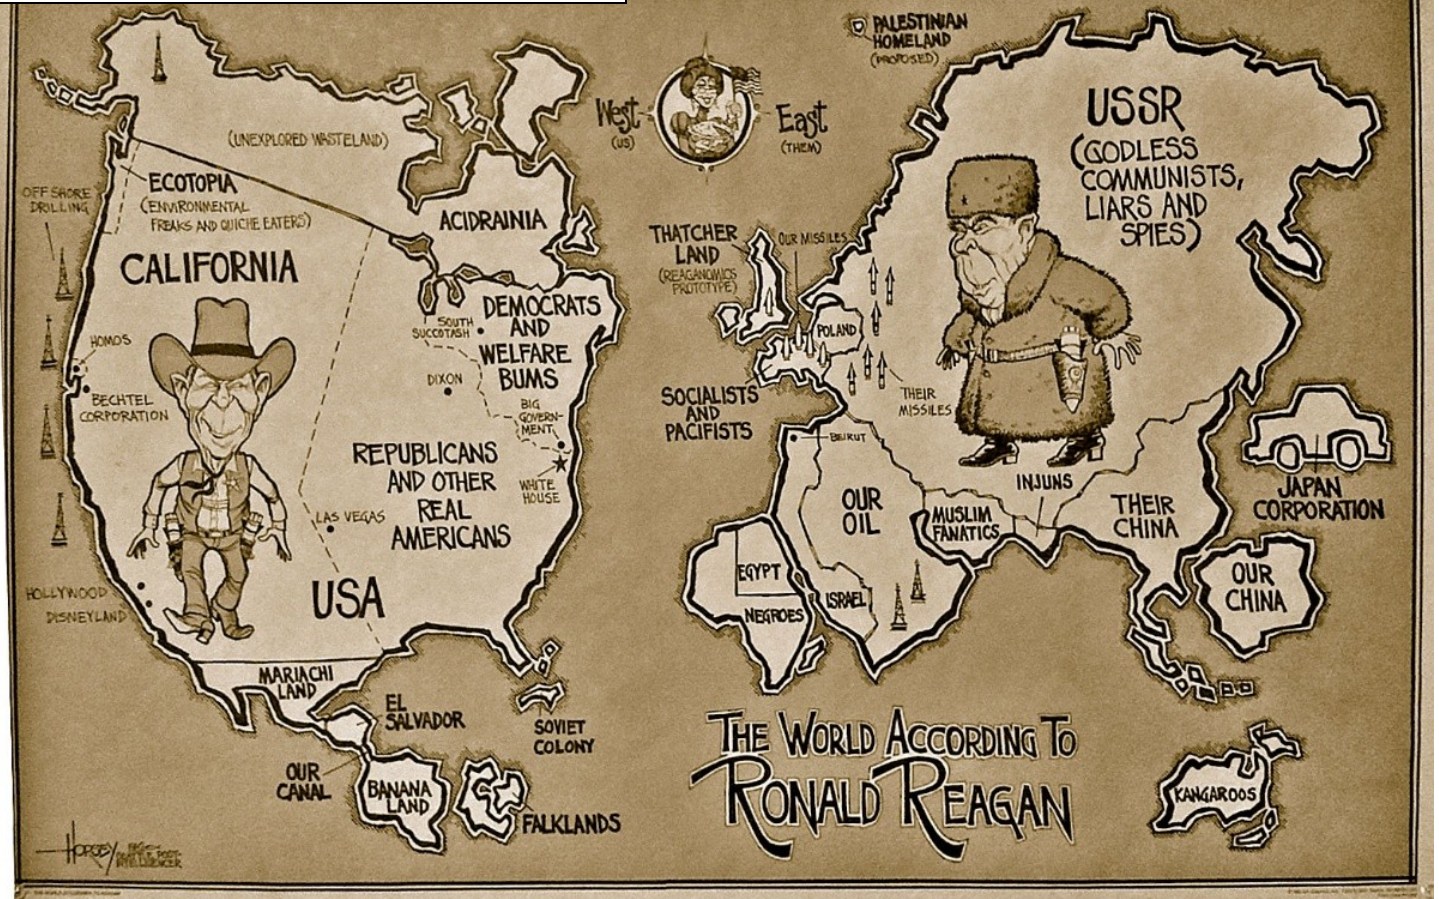 PALESTINIAN
HOMELAND
(PROPOSED)
West
(US)
East
(THEM)
(UNEXPLORED WASTELAND)
ECOTOPIA
(ENVIRONMENTAL
FREAKS AND QUICHE EATERS)
OFF SHORE
DRILLING
ACIDRAINIA
CALIFORNIA
HOMOS
BECHTEL
CORPORATION
SOUTH
SUCCOTASH
DEMOCRATS
AND
WELFARE
BUMS
DIXON
BIG
GOVERN-
MENT
WHITE
HOUSE
REPUBLICANS
AND OTHER
REAL
AMERICANS
LAS VEGAS
HOLLYWOOD
DISNEYLAND
USA
MARIACHI
LAND
EL
SALVADOR
SOVIET
COLONY
OUR
CANAL
BANANA
LAND
FALKLANDS
USSR
(GODLESS
COMMUNISTS,
LIARS AND
SPIES)
THATCHER
LAND
(REAGANOMICS
PROTOTYPE)
OUR MISSILES
POLAND
THEIR
MISSILES
SOCIALISTS
AND
PACIFISTS
BEIRUT
OUR
OIL
MUSLIM
FANATICS
INJUNS
THEIR
CHINA
JAPAN
CORPORATION
OUR
CHINA
EGYPT
NEGROES
ISRAEL
KANGAROOS
THE WORLD ACCORDING TO
RONALD REAGAN
HORSEY
INTELLIGENCER